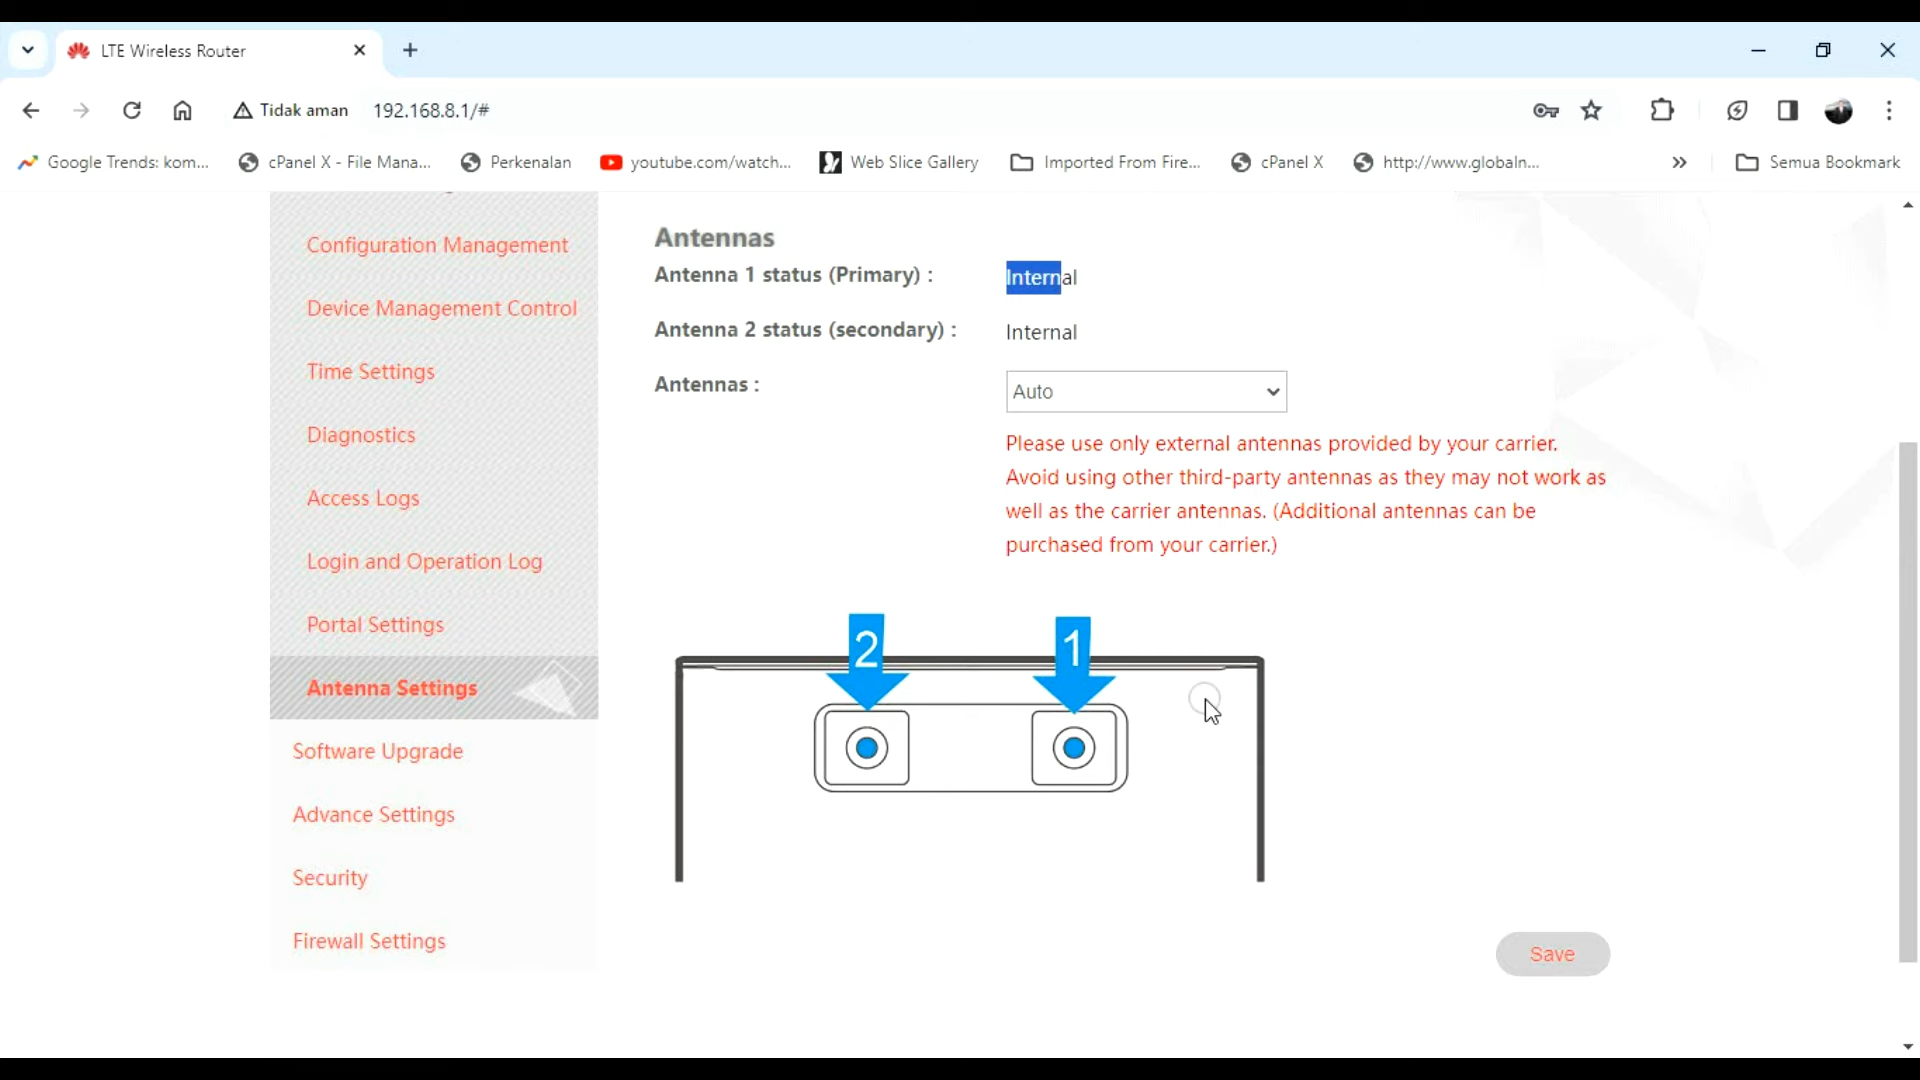 LTE Wireless Router
Tidak aman 192.168.8.1/#
Google Trends: kom... cPanel X - File Mana... Perkenalan youtube.com/watch... Web Slice Gallery Imported From Fire... cPanel X http://www.globaln... » Semua Bookmark
Configuration Management
Device Management Control
Time Settings
Diagnostics
Access Logs
Login and Operation Log
Portal Settings
Antenna Settings
Software Upgrade
Advance Settings
Security
Firewall Settings
Antennas
Antenna 1 status (Primary) : Internal
Antenna 2 status (secondary) : Internal
Antennas : Auto
Please use only external antennas provided by your carrier.
Avoid using other third-party antennas as they may not work as
well as the carrier antennas. (Additional antennas can be
purchased from your carrier.)
2 1
Save